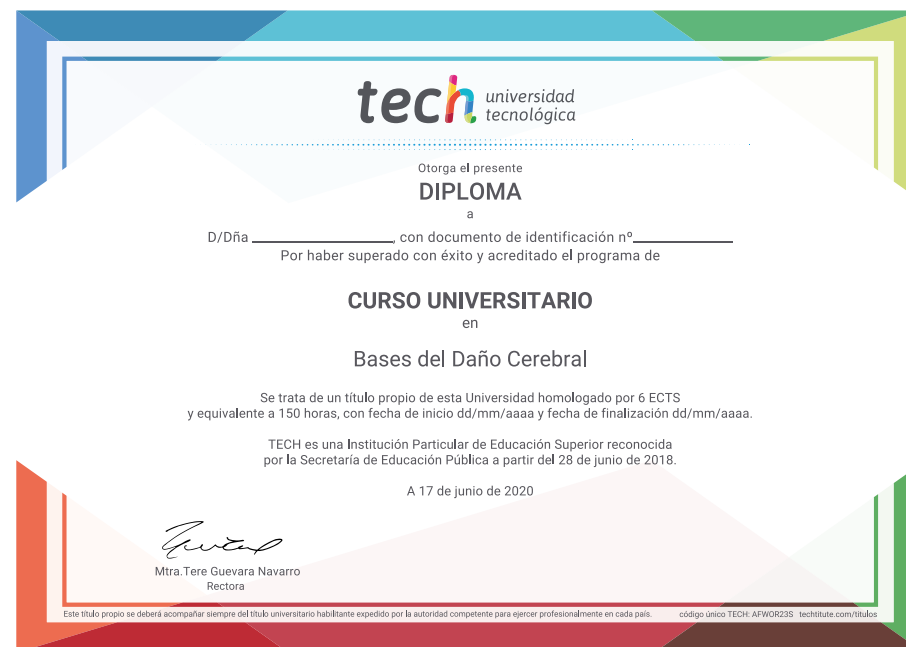 tech universidad
tecnológica
Otorga el presente
DIPLOMA
a
D/Dña ________________, con documento de identificación nº____________
Por haber superado con éxito y acreditado el programa de
CURSO UNIVERSITARIO
en
Bases del Daño Cerebral
Se trata de un título propio de esta Universidad homologado por 6 ECTS
y equivalente a 150 horas, con fecha de inicio dd/mm/aaaa y fecha de finalización dd/mm/aaaa.
TECH es una Institución Particular de Educación Superior reconocida
por la Secretaría de Educación Pública a partir del 28 de junio de 2018.
A 17 de junio de 2020
Mtra.Tere Guevara Navarro
Rectora
Este título propio se deberá acompañar siempre del título universitario habilitante expedido por la autoridad competente para ejercer profesionalmente en cada país. código único TECH: AFWOR23S techtitute.com/titulos